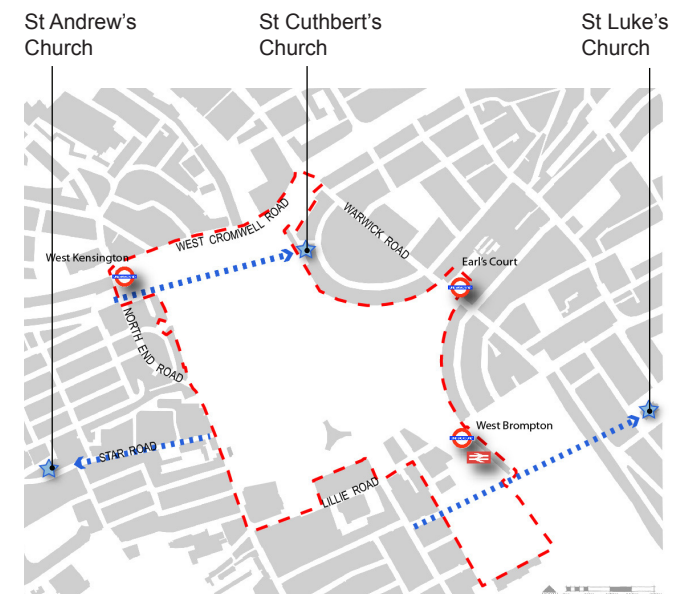 St Andrew's
Church
St Cuthbert's
Church
St Luke's
Church
WEST CROMWELL ROAD
WARWICK ROAD
West Kensington
Earl's Court
NORTH END ROAD
West Brompton
STAR ROAD
LILLIE ROAD